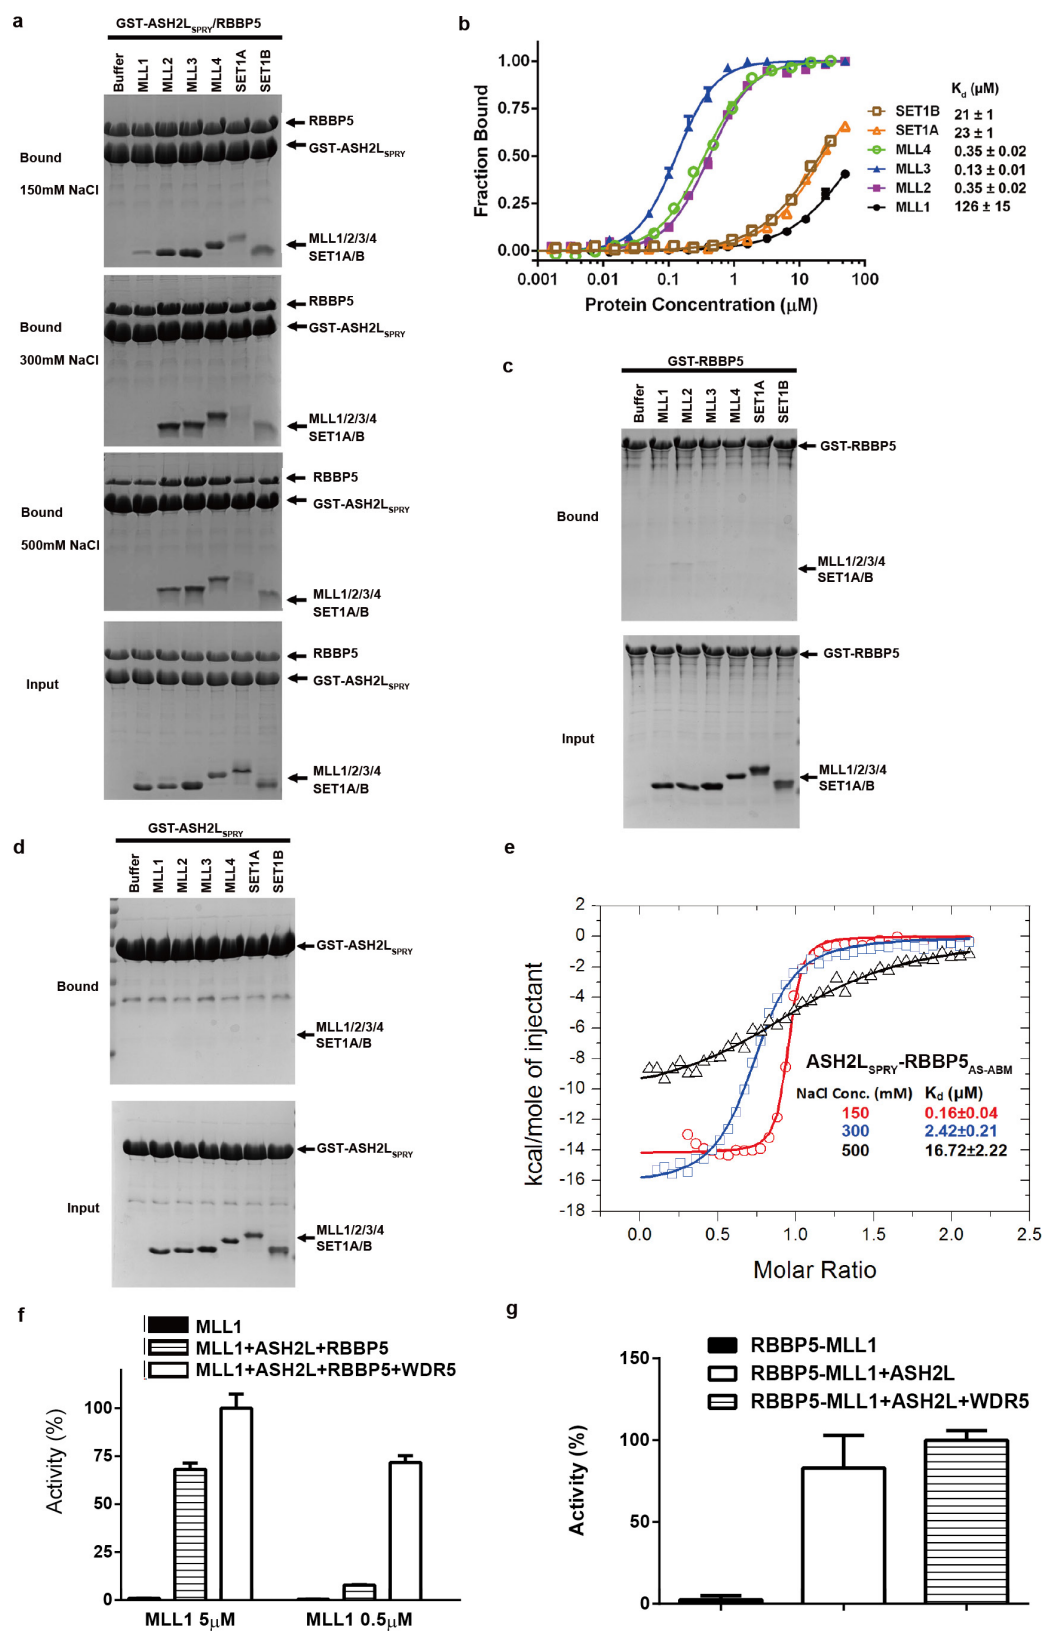 a
GST-ASH2LSPRY/RBBP5
Buffer
MLL1
MLL2
MLL3
MLL4
SET1A
SET1B
Bound
150mM NaCl
RBBP5
GST-ASH2LSPRY
MLL1/2/3/4
SET1A/B
Bound
300mM NaCl
RBBP5
GST-ASH2LSPRY
MLL1/2/3/4
SET1A/B
Bound
500mM NaCl
RBBP5
GST-ASH2LSPRY
MLL1/2/3/4
SET1A/B
Input
RBBP5
GST-ASH2LSPRY
MLL1/2/3/4
SET1A/B
b
Fraction Bound
1.00
0.75
0.50
0.25
0.00
0.001 0.01 0.1 1 10 100
Protein Concentration (μM)
Kd (μM)
SET1B 21 ± 1
SET1A 23 ± 1
MLL4 0.35 ± 0.02
MLL3 0.13 ± 0.01
MLL2 0.35 ± 0.02
MLL1 126 ± 15
c
GST-RBBP5
Buffer
MLL1
MLL2
MLL3
MLL4
SET1A
SET1B
Bound
GST-RBBP5
MLL1/2/3/4
SET1A/B
Input
GST-RBBP5
MLL1/2/3/4
SET1A/B
d
GST-ASH2LSPRY
Buffer
MLL1
MLL2
MLL3
MLL4
SET1A
SET1B
Bound
GST-ASH2LSPRY
MLL1/2/3/4
SET1A/B
Input
GST-ASH2LSPRY
MLL1/2/3/4
SET1A/B
e
kcal/mole of injectant
2
0
-2
-4
-6
-8
-10
-12
-14
-16
-18
0.0 0.5 1.0 1.5 2.0 2.5
Molar Ratio
ASH2LSPRY-RBBP5AS-ABM
NaCl Conc. (mM) Kd (μM)
150 0.16±0.04
300 2.42±0.21
500 16.72±2.22
f
MLL1
MLL1+ASH2L+RBBP5
MLL1+ASH2L+RBBP5+WDR5
Activity (%)
100
75
50
25
0
MLL1 5μM MLL1 0.5μM
g
RBBP5-MLL1
RBBP5-MLL1+ASH2L
RBBP5-MLL1+ASH2L+WDR5
Activity (%)
150
100
50
0